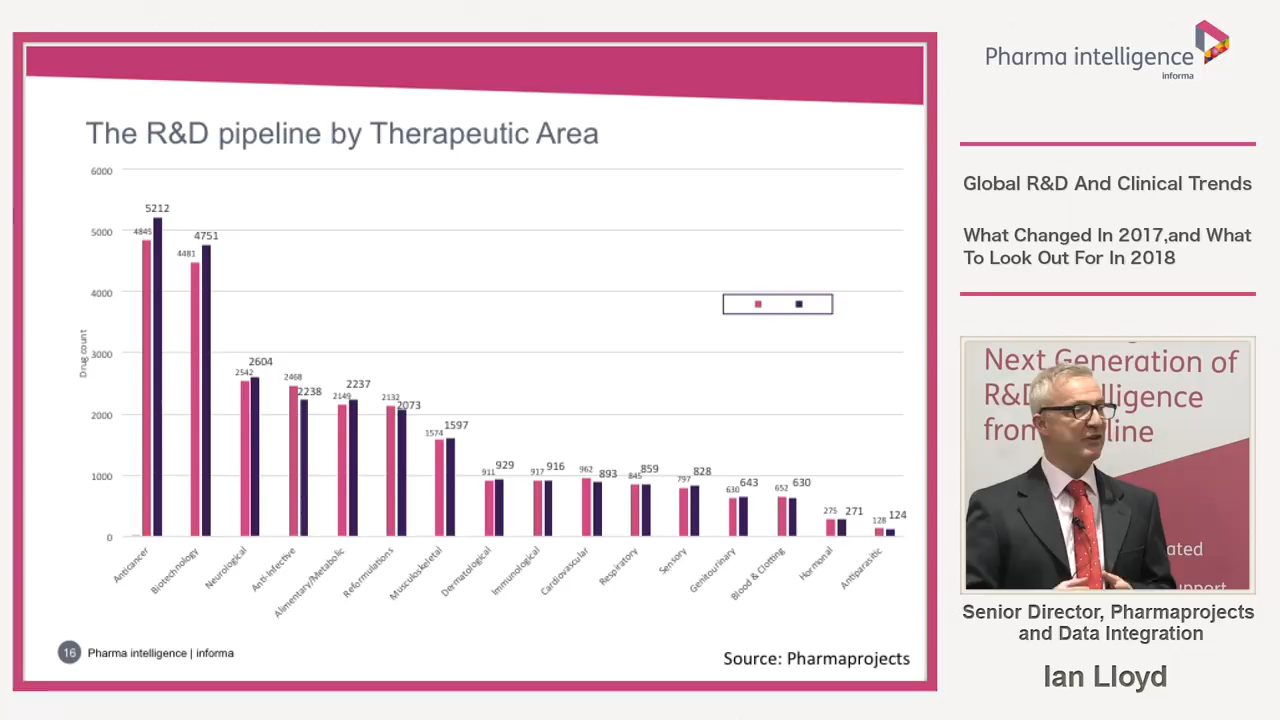 The R&D pipeline by Therapeutic Area
Drug count
6000
5000
4000
3000
2000
1000
0
4845 5212
4481 4751
2542 2604
2468 2238
2149 2237
2132 2073
1574 1597
911 929
917 916
962 893
845 859
797 828
630 643
652 630
275 271
128 124
Anticancer
Biotechnology
Neurological
Anti-infective
Alimentary/Metabolic
Reformulations
Musculoskeletal
Dermatological
Immunological
Cardiovascular
Respiratory
Sensory
Genitourinary
Blood & Clotting
Hormonal
Antiparasitic
16 Pharma intelligence | informa
Source: Pharmaprojects
Pharma intelligence
informa
Global R&D And Clinical Trends
What Changed In 2017,and What
To Look Out For In 2018
Next Generation of
R&D
lligence
from
line
ated
Senior Director, Pharmaprojects
and Data Integration
Ian Lloyd